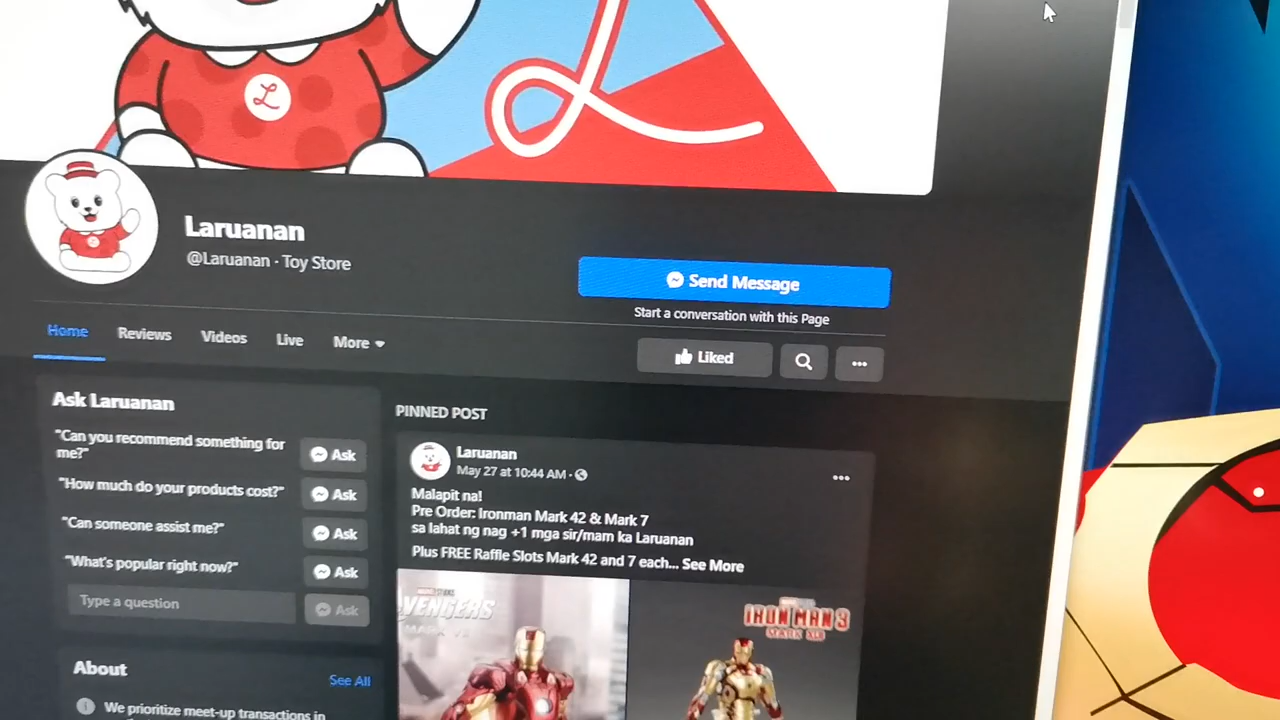 L
Laruanan
@Laruanan · Toy Store
Send Message
Start a conversation with this Page
Home
Reviews
Videos
Live
More
Liked
Ask Laruanan
"Can you recommend something for
me?"
Ask
"How much do your products cost?"
Ask
"Can someone assist me?"
Ask
"What's popular right now?"
Ask
Type a question
Ask
About
See All
We prioritize meet-up transactions in
PINNED POST
Laruanan
May 27 at 10:44 AM ·
Malapit na!
Pre Order: Ironman Mark 42 & Mark 7
sa lahat ng nag +1 mga sir/mam ka Laruanan
Plus FREE Raffle Slots Mark 42 and 7 each... See More
AVENGERS
MARK VII
IRON MAN 3